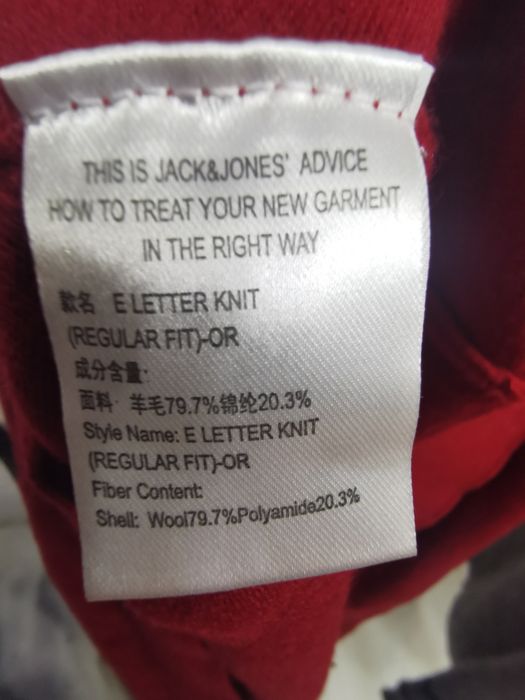 THIS IS JACK&JONES' ADVICE
HOW TO TREAT YOUR NEW GARMENT
IN THE RIGHT WAY
款名 E LETTER KNIT
(REGULAR FIT)-OR
成分含量:
面料: 羊毛79.7%锦纶20.3%
Style Name: E LETTER KNIT
(REGULAR FIT)-OR
Fiber Content:
Shell: Wool79.7%Polyamide20.3%